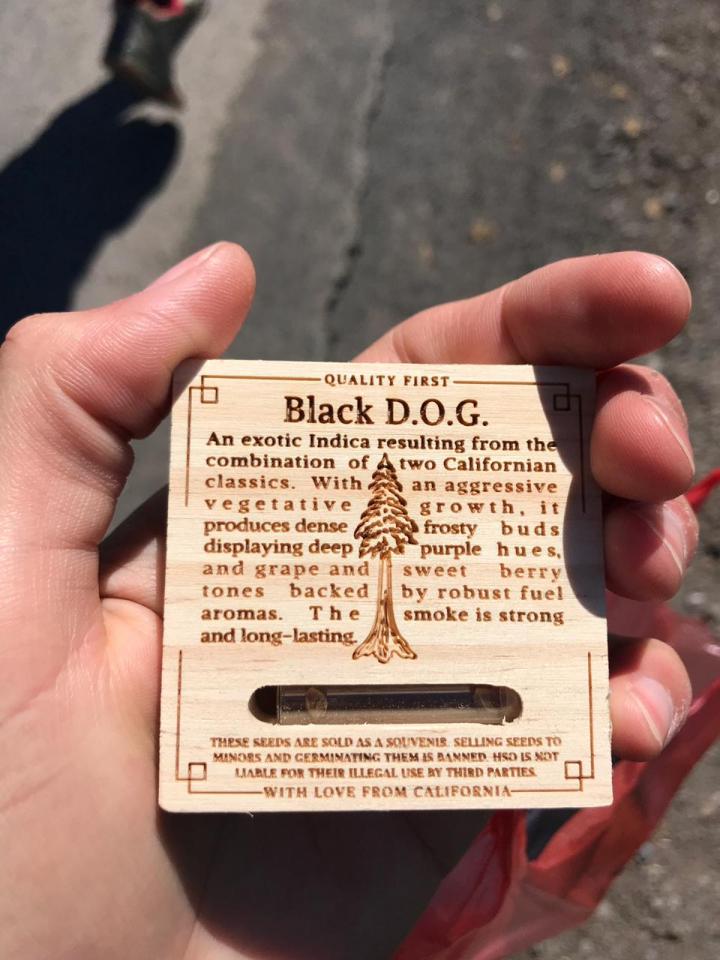 QUALITY FIRST
Black D.O.G.
An exotic Indica resulting from the
combination of two Californian
classics. With an aggressive
vegetative growth, it
produces dense frosty buds
displaying deep purple hues,
and grape and sweet berry
tones backed by robust fuel
aromas. The smoke is strong
and long-lasting.
THESE SEEDS ARE SOLD AS A SOUVENIR. SELLING SEEDS TO
MINORS AND GERMINATING THEM IS BANNED. HSO IS NOT
LIABLE FOR THEIR ILLEGAL USE BY THIRD PARTIES.
WITH LOVE FROM CALIFORNIA